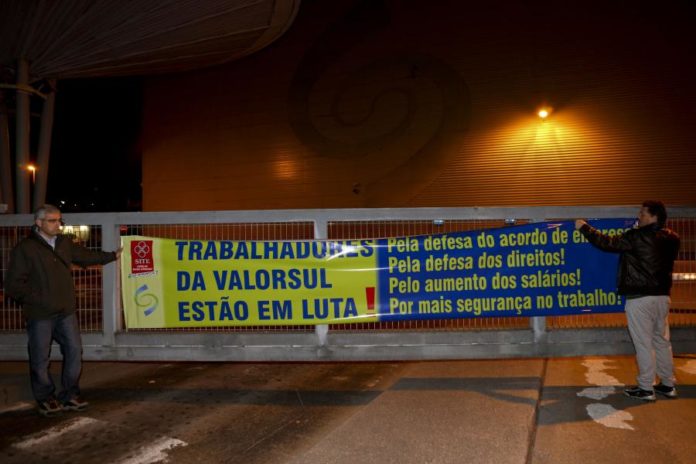 SITE
TRABALHADORES
DA VALORSUL
ESTÃO EM LUTA !
Pela defesa do acordo de empresa
Pela defesa dos direitos!
Pelo aumento dos salários!
Por mais segurança no trabalho!